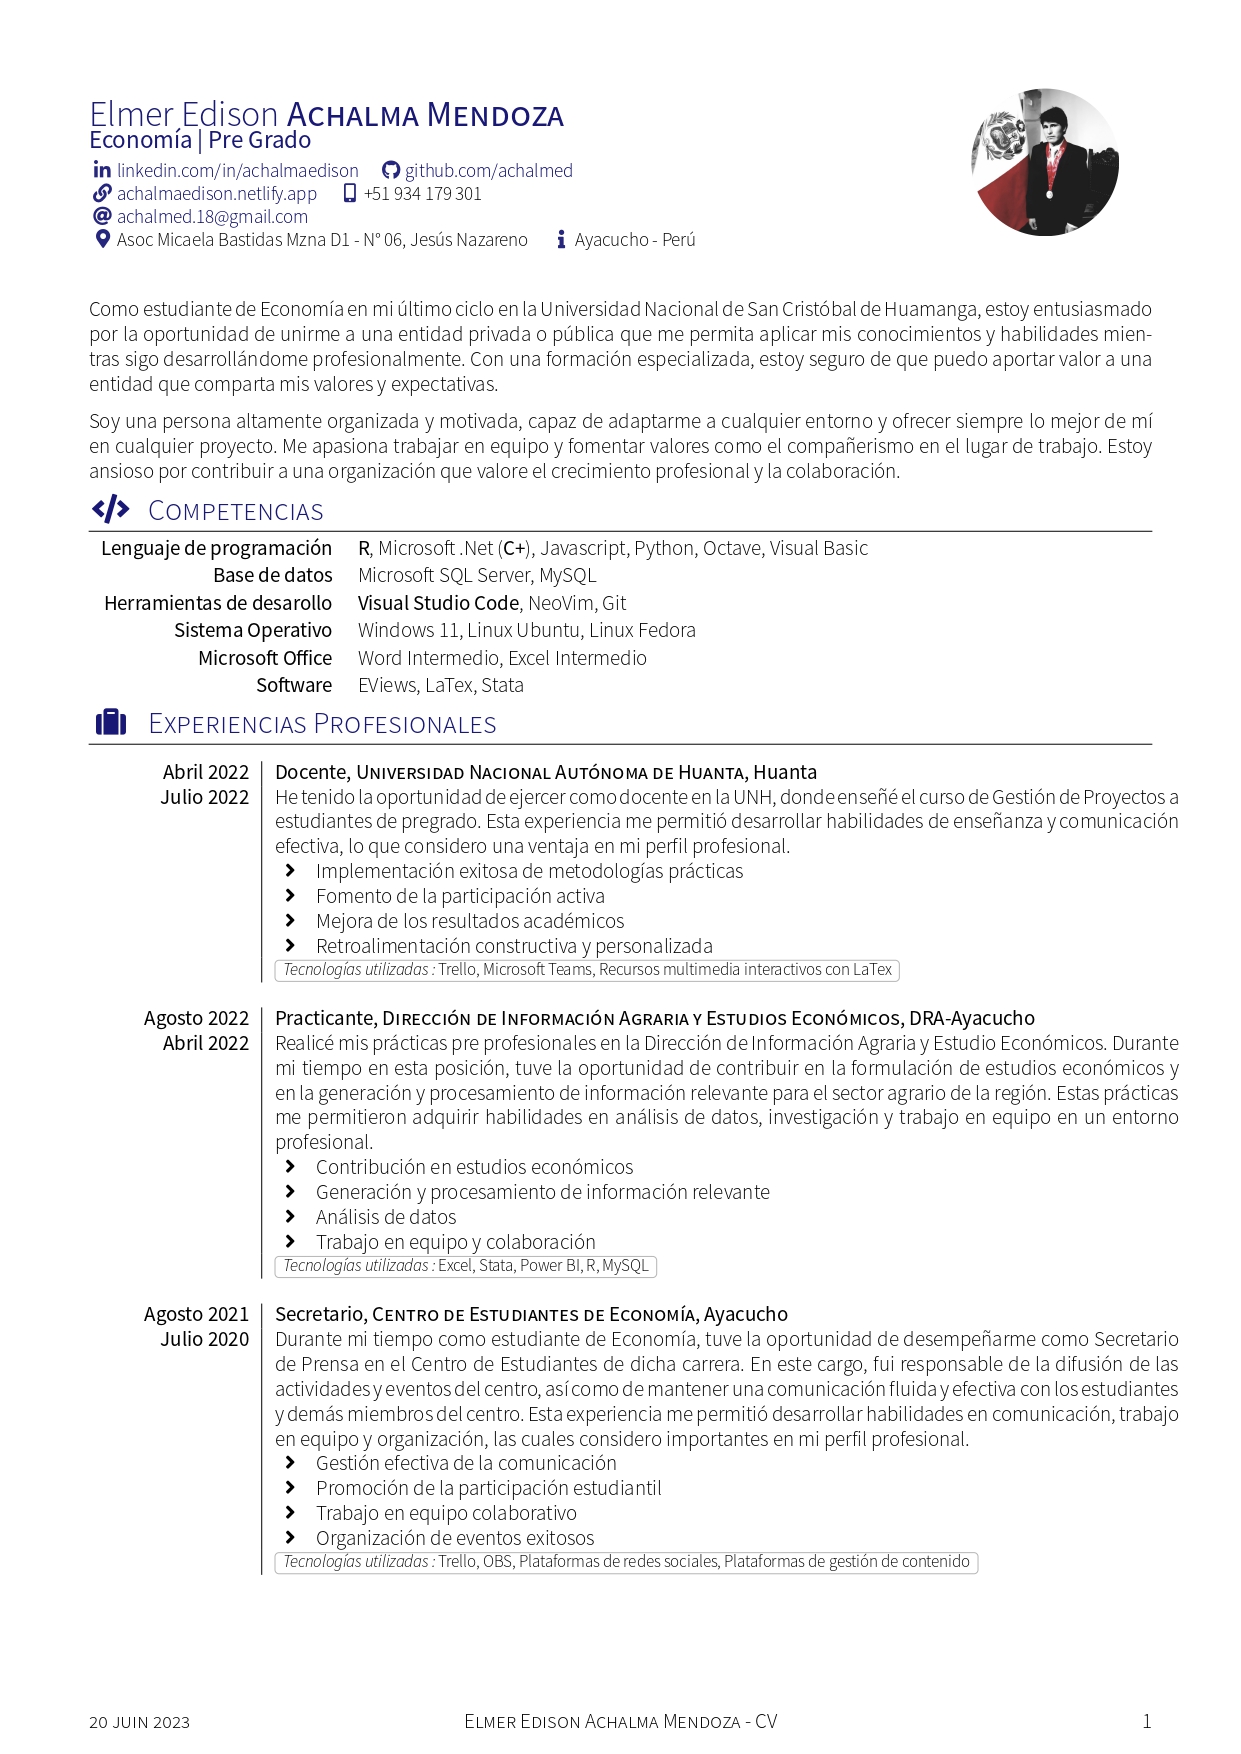 Elmer Edison ACHALMA MENDOZA
Economía | Pre Grado
linkedin.com/in/achalmaedison github.com/achalmed
achalmaedison.netlify.app +51 934 179 301
achalmed.18@gmail.com
Asoc Micaela Bastidas Mzna D1 - N° 06, Jesús Nazareno Ayacucho - Perú
Como estudiante de Economía en mi último ciclo en la Universidad Nacional de San Cristóbal de Huamanga, estoy entusiasmado
por la oportunidad de unirme a una entidad privada o pública que me permita aplicar mis conocimientos y habilidades mien-
tras sigo desarrollándome profesionalmente. Con una formación especializada, estoy seguro de que puedo aportar valor a una
entidad que comparta mis valores y expectativas.
Soy una persona altamente organizada y motivada, capaz de adaptarme a cualquier entorno y ofrecer siempre lo mejor de mí
en cualquier proyecto. Me apasiona trabajar en equipo y fomentar valores como el compañerismo en el lugar de trabajo. Estoy
ansioso por contribuir a una organización que valore el crecimiento profesional y la colaboración.
</> COMPETENCIAS
Lenguaje de programación R, Microsoft .Net (C+), Javascript, Python, Octave, Visual Basic
Base de datos Microsoft SQL Server, MySQL
Herramientas de desarollo Visual Studio Code, NeoVim, Git
Sistema Operativo Windows 11, Linux Ubuntu, Linux Fedora
Microsoft Office Word Intermedio, Excel Intermedio
Software EViews, LaTex, Stata
EXPERIENCIAS PROFESIONALES
Abril 2022 Docente, UNIVERSIDAD NACIONAL AUTÓNOMA DE HUANTA, Huanta
Julio 2022 He tenido la oportunidad de ejercer como docente en la UNH, donde enseñé el curso de Gestión de Proyectos a
estudiantes de pregrado. Esta experiencia me permitió desarrollar habilidades de enseñanza y comunicación
efectiva, lo que considero una ventaja en mi perfil profesional.
Implementación exitosa de metodologías prácticas
Fomento de la participación activa
Mejora de los resultados académicos
Retroalimentación constructiva y personalizada
Tecnologías utilizadas : Trello, Microsoft Teams, Recursos multimedia interactivos con LaTex
Agosto 2022 Practicante, DIRECCIÓN DE INFORMACIÓN AGRARIA Y ESTUDIOS ECONÓMICOS, DRA-Ayacucho
Abril 2022 Realicé mis prácticas pre profesionales en la Dirección de Información Agraria y Estudio Económicos. Durante
mi tiempo en esta posición, tuve la oportunidad de contribuir en la formulación de estudios económicos y
en la generación y procesamiento de información relevante para el sector agrario de la región. Estas prácticas
me permitieron adquirir habilidades en análisis de datos, investigación y trabajo en equipo en un entorno
profesional.
Contribución en estudios económicos
Generación y procesamiento de información relevante
Análisis de datos
Trabajo en equipo y colaboración
Tecnologías utilizadas : Excel, Stata, Power BI, R, MySQL
Agosto 2021 Secretario, CENTRO DE ESTUDIANTES DE ECONOMÍA, Ayacucho
Julio 2020 Durante mi tiempo como estudiante de Economía, tuve la oportunidad de desempeñarme como Secretario
de Prensa en el Centro de Estudiantes de dicha carrera. En este cargo, fui responsable de la difusión de las
actividades y eventos del centro, así como de mantener una comunicación fluida y efectiva con los estudiantes
y demás miembros del centro. Esta experiencia me permitió desarrollar habilidades en comunicación, trabajo
en equipo y organización, las cuales considero importantes en mi perfil profesional.
Gestión efectiva de la comunicación
Promoción de la participación estudiantil
Trabajo en equipo colaborativo
Organización de eventos exitosos
Tecnologías utilizadas : Trello, OBS, Plataformas de redes sociales, Plataformas de gestión de contenido
20 JUIN 2023 ELMER EDISON ACHALMA MENDOZA - CV 1